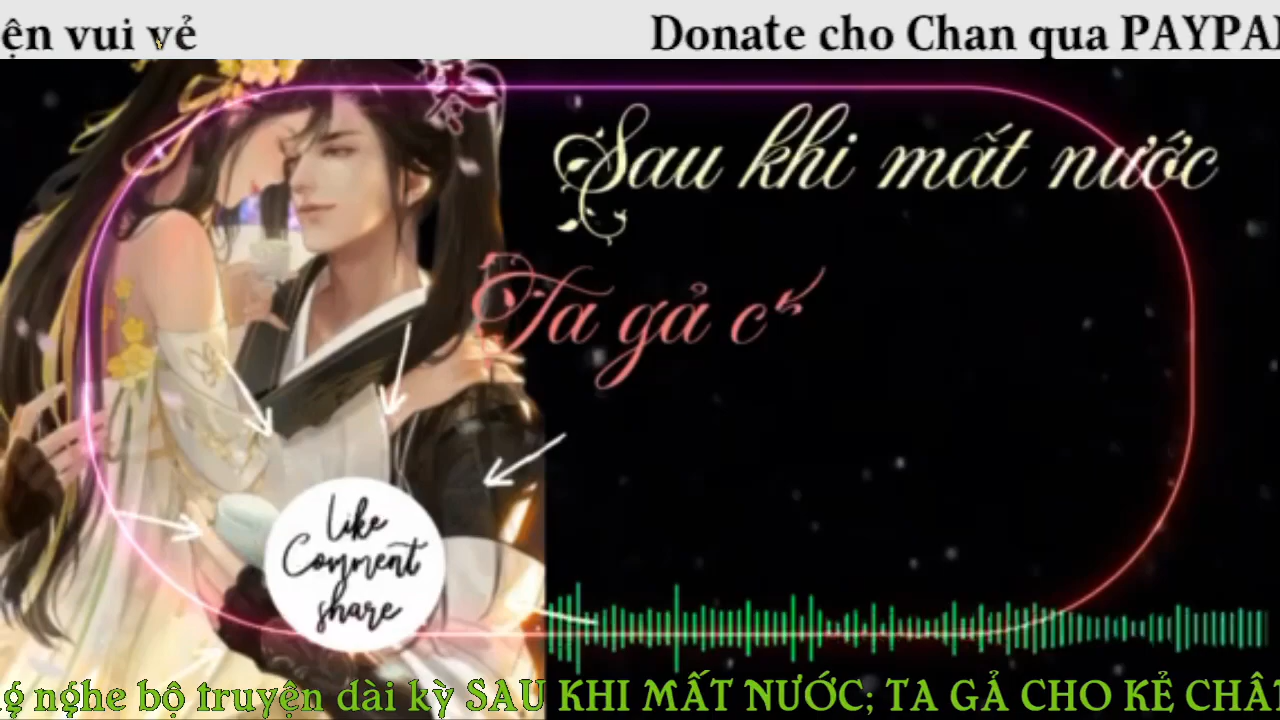 ện vui vẻ Donate cho Chan qua PAYPAL
Sau khi mất nước
Ta gả c
Like
Comment
share
g nghe bộ truyện dài kỳ SAU KHI MẤT NƯỚC; TA GẢ CHO KẺ CHÂ